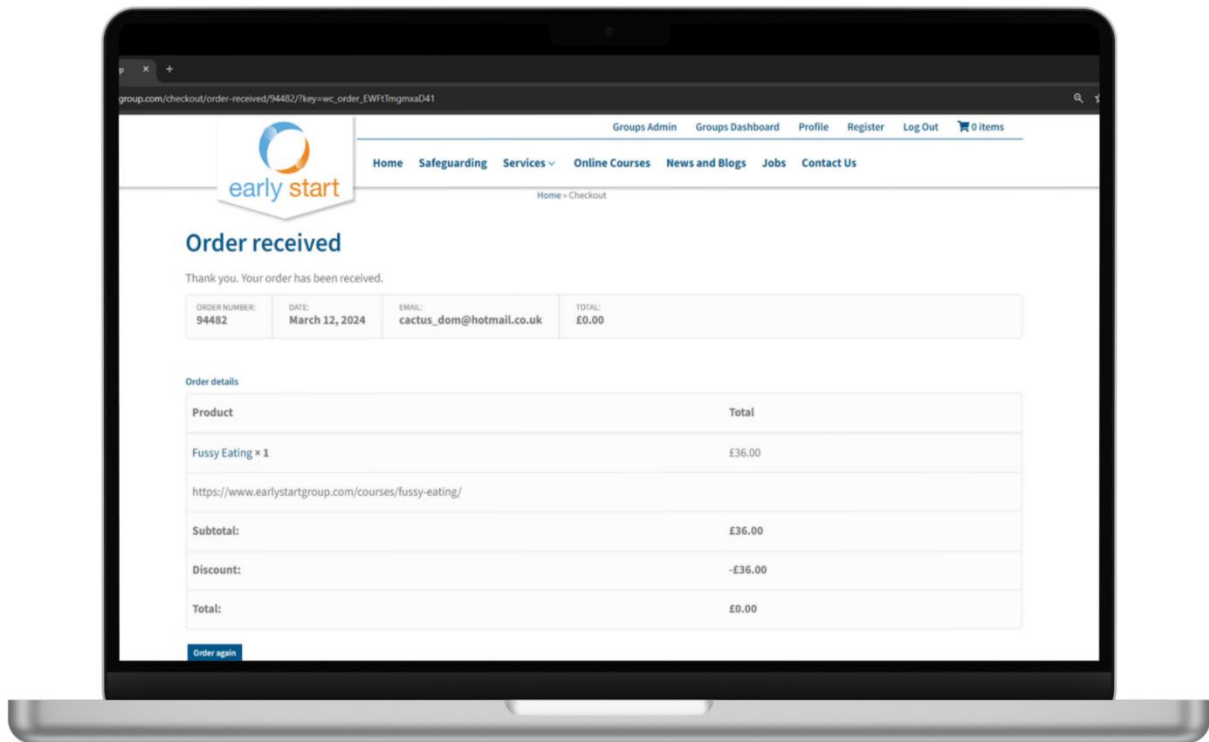 p × +
group.com/checkout/order-received/94482/?key=wc_order_EWFtTmgmxaD41
Groups Admin Groups Dashboard Profile Register Log Out 0 items
early start
Home Safeguarding Services Online Courses News and Blogs Jobs Contact Us
Home » Checkout
Order received
Thank you. Your order has been received.
ORDER NUMBER: DATE: EMAIL: TOTAL:
94482 March 12, 2024 cactus_dom@hotmail.co.uk £0.00
Order details
Product Total
Fussy Eating × 1 £36.00
https://www.earlystartgroup.com/courses/fussy-eating/
Subtotal: £36.00
Discount: -£36.00
Total: £0.00
Order again